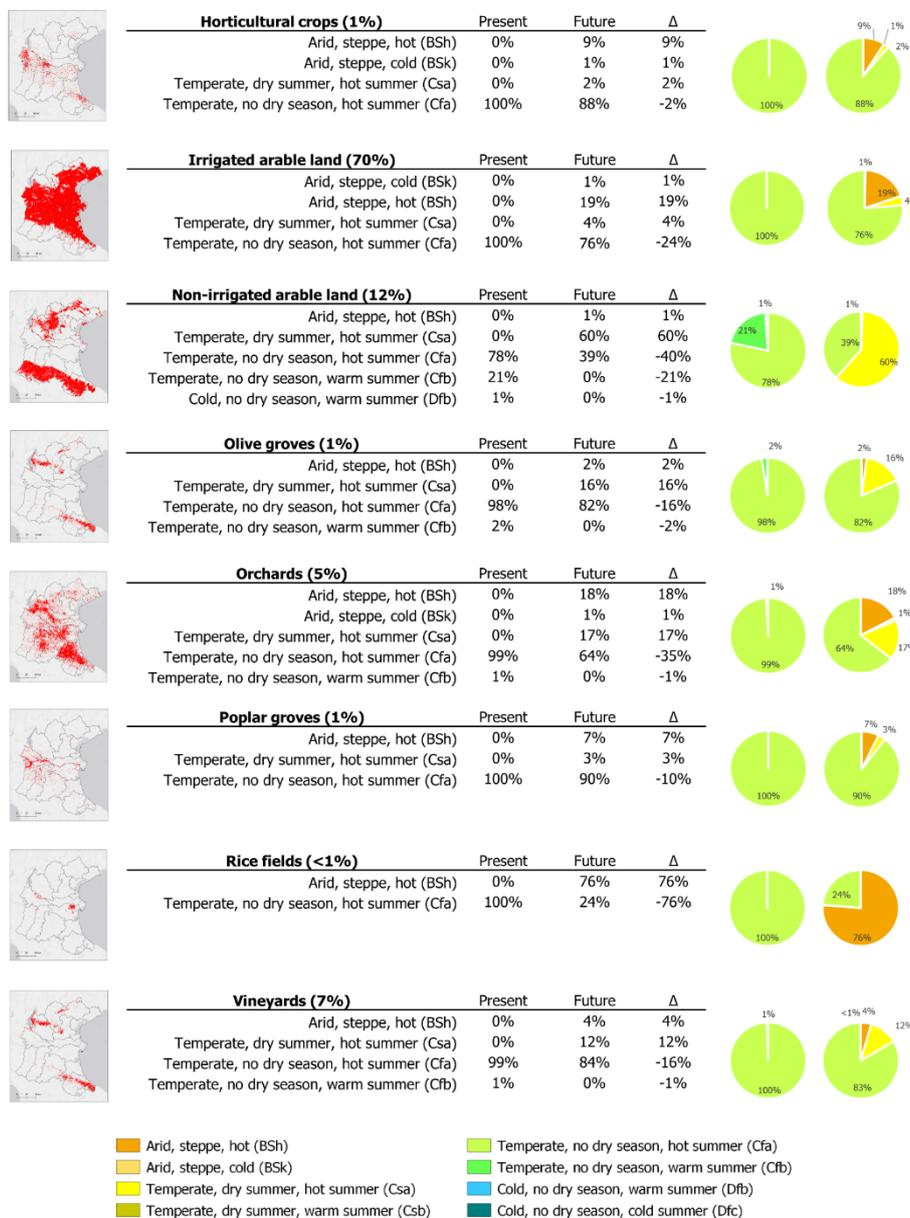 Horticultural crops (1%) Present Future Δ
Arid, steppe, hot (BSh) 0% 9% 9%
Arid, steppe, cold (BSk) 0% 1% 1%
Temperate, dry summer, hot summer (Csa) 0% 2% 2%
Temperate, no dry season, hot summer (Cfa) 100% 88% -2%
100%
9% 1% 2% 88%
Irrigated arable land (70%) Present Future Δ
Arid, steppe, cold (BSk) 0% 1% 1%
Arid, steppe, hot (BSh) 0% 19% 19%
Temperate, dry summer, hot summer (Csa) 0% 4% 4%
Temperate, no dry season, hot summer (Cfa) 100% 76% -24%
100%
1% 19% 4 76%
Non-irrigated arable land (12%) Present Future Δ
Arid, steppe, hot (BSh) 0% 1% 1%
Temperate, dry summer, hot summer (Csa) 0% 60% 60%
Temperate, no dry season, hot summer (Cfa) 78% 39% -40%
Temperate, no dry season, warm summer (Cfb) 21% 0% -21%
Cold, no dry season, warm summer (Dfb) 1% 0% -1%
1% 21% 78%
1% 39% 60%
Olive groves (1%) Present Future Δ
Arid, steppe, hot (BSh) 0% 2% 2%
Temperate, dry summer, hot summer (Csa) 0% 16% 16%
Temperate, no dry season, hot summer (Cfa) 98% 82% -16%
Temperate, no dry season, warm summer (Cfb) 2% 0% -2%
2% 98%
2% 16% 82%
Orchards (5%) Present Future Δ
Arid, steppe, hot (BSh) 0% 18% 18%
Arid, steppe, cold (BSk) 0% 1% 1%
Temperate, dry summer, hot summer (Csa) 0% 17% 17%
Temperate, no dry season, hot summer (Cfa) 99% 64% -35%
Temperate, no dry season, warm summer (Cfb) 1% 0% -1%
1% 99%
18% 1% 17% 64%
Poplar groves (1%) Present Future Δ
Arid, steppe, hot (BSh) 0% 7% 7%
Temperate, dry summer, hot summer (Csa) 0% 3% 3%
Temperate, no dry season, hot summer (Cfa) 100% 90% -10%
100%
7% 3% 90%
Rice fields (<1%) Present Future Δ
Arid, steppe, hot (BSh) 0% 76% 76%
Temperate, no dry season, hot summer (Cfa) 100% 24% -76%
100%
24% 76%
Vineyards (7%) Present Future Δ
Arid, steppe, hot (BSh) 0% 4% 4%
Temperate, dry summer, hot summer (Csa) 0% 12% 12%
Temperate, no dry season, hot summer (Cfa) 99% 84% -16%
Temperate, no dry season, warm summer (Cfb) 1% 0% -1%
1% 100%
<1% 4% 12% 83%
Arid, steppe, hot (BSh)
Arid, steppe, cold (BSk)
Temperate, dry summer, hot summer (Csa)
Temperate, dry summer, warm summer (Csb)
Temperate, no dry season, hot summer (Cfa)
Temperate, no dry season, warm summer (Cfb)
Cold, no dry season, warm summer (Dfb)
Cold, no dry season, cold summer (Dfc)